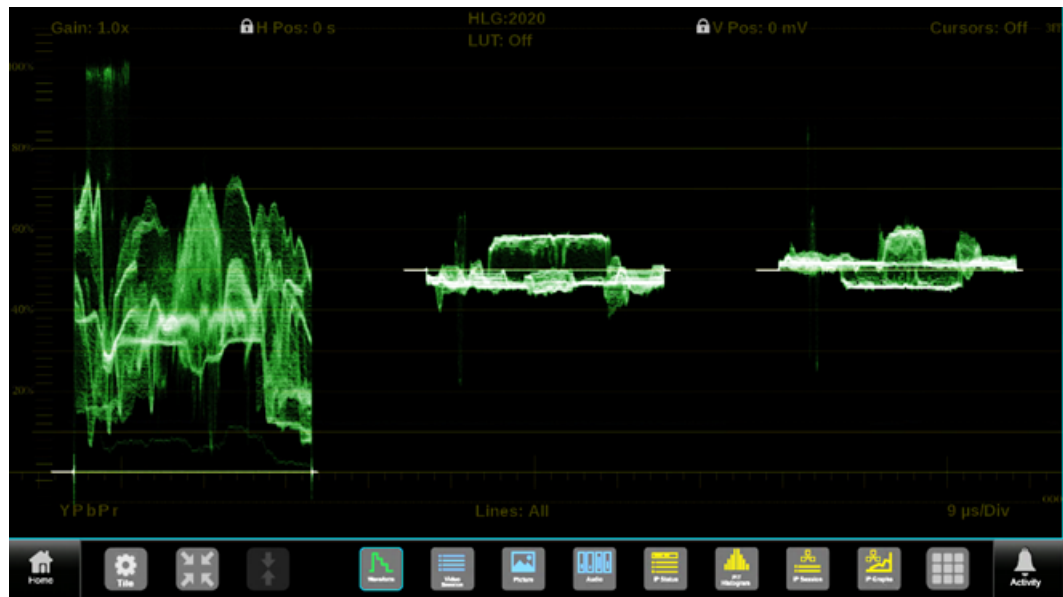 Gain: 1.0x
H Pos: 0 s
HLG:2020
LUT: Off
V Pos: 0 mV
Cursors: Off
100%
80%
60%
40%
20%
YPbPr
Lines: All
9 µs/Div
Home
Tile
Waveform
Video
Session
Picture
Audio
IP Status
PIT
Histogram
IP Session
IP Graphs
Activity